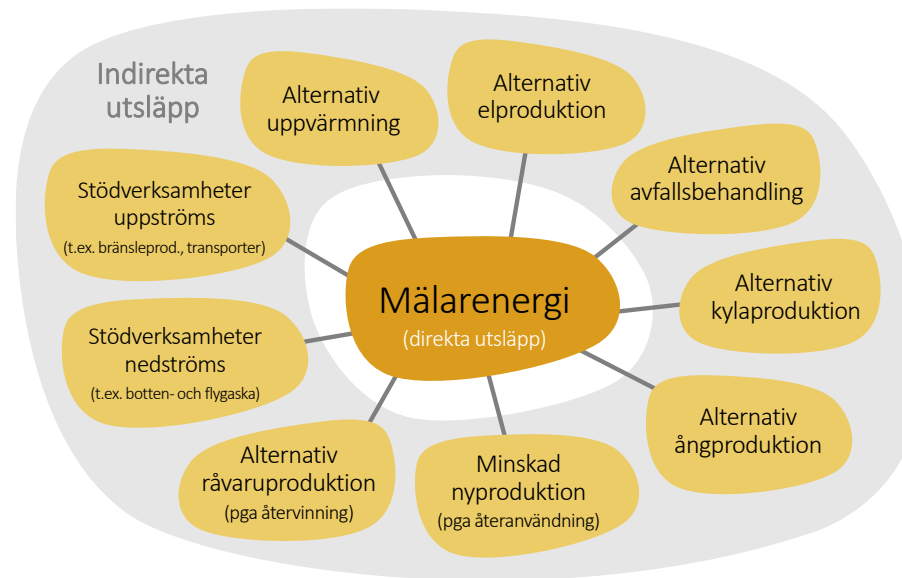 Indirekta
utsläpp
Alternativ
uppvärmning
Alternativ
elproduktion
Alternativ
avfallsbehandling
Stödverksamheter
uppströms
(t.ex. bränsleprod., transporter)
Mälarenergi
(direkta utsläpp)
Alternativ
kylaproduktion
Stödverksamheter
nedströms
(t.ex. botten- och flygaska)
Alternativ
ångproduktion
Alternativ
råvaruproduktion
(pga återvinning)
Minskad
nyproduktion
(pga återanvändning)